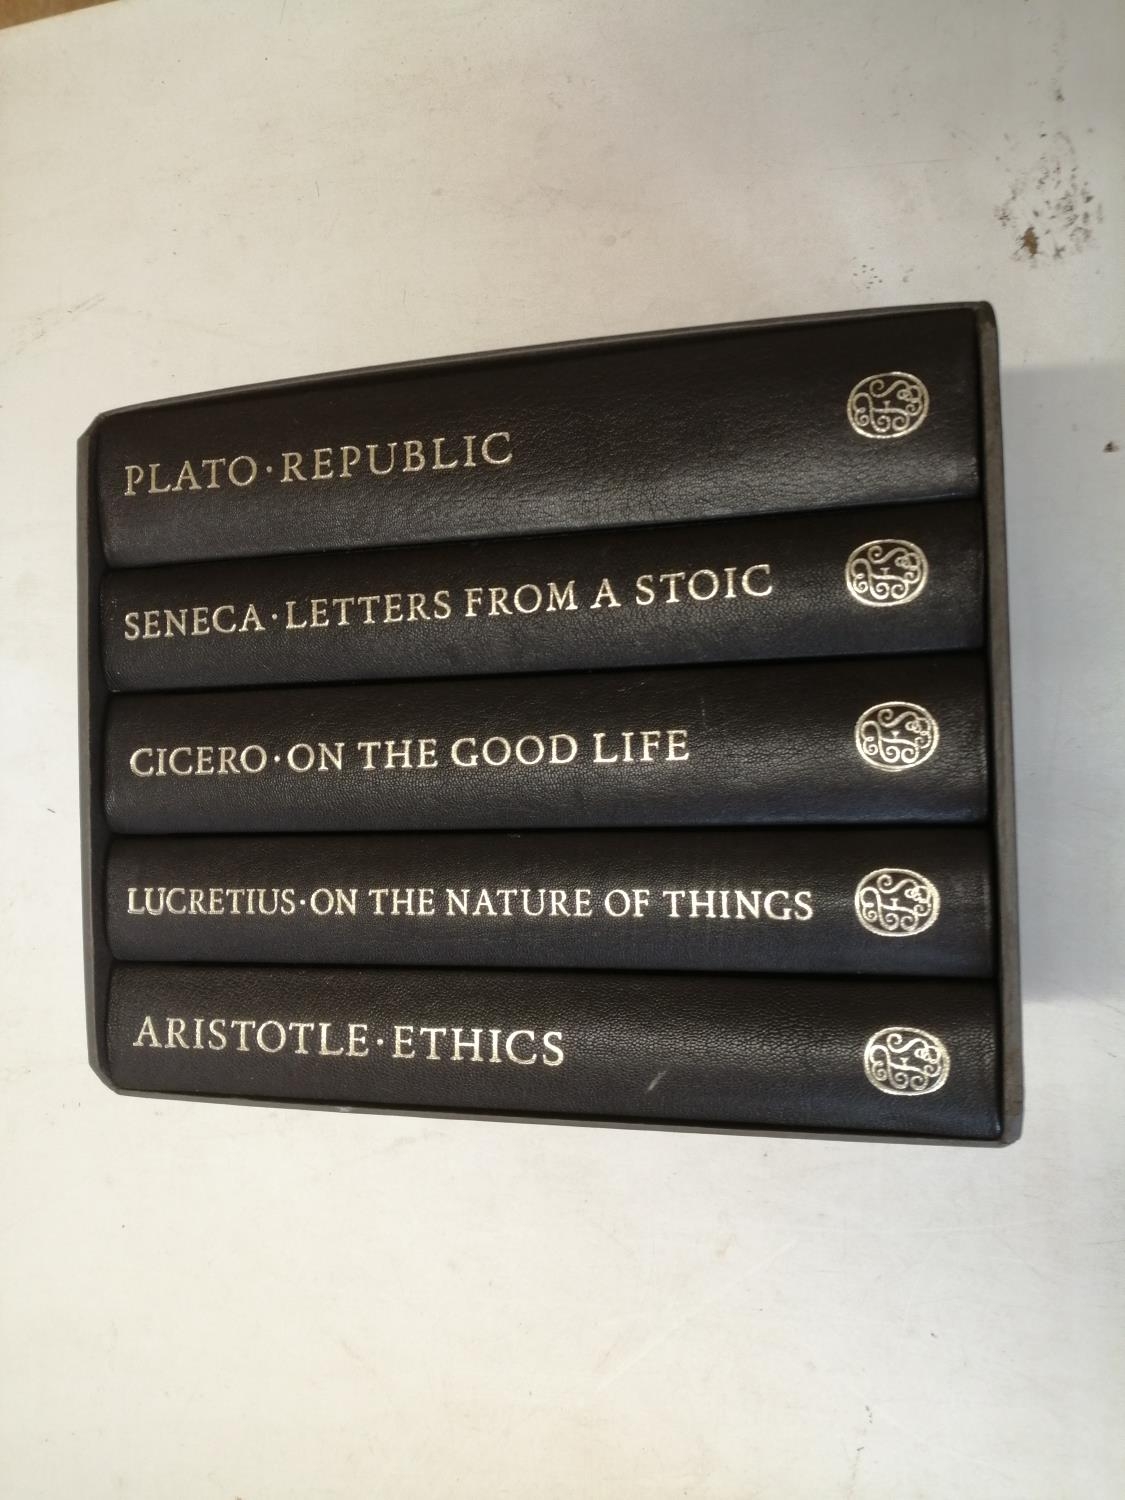 PLATO · REPUBLIC
SENECA · LETTERS FROM A STOIC
CICERO · ON THE GOOD LIFE
LUCRETIUS · ON THE NATURE OF THINGS
ARISTOTLE · ETHICS